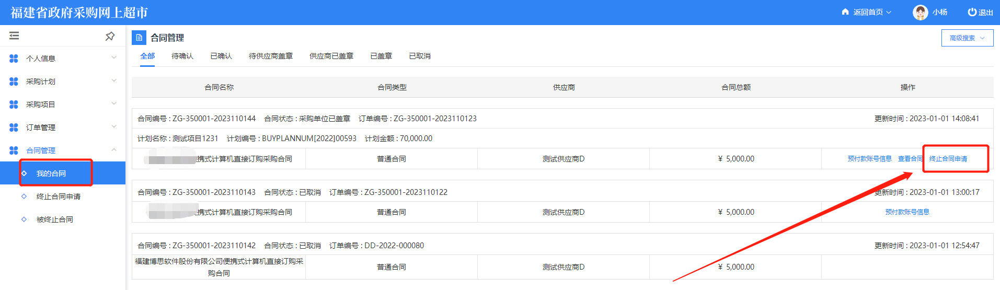 福建省政府采购网上超市
返回首页
小杨
退出
个人信息
采购计划
采购项目
订单管理
合同管理
我的合同
终止合同申请
被终止合同
合同管理
高级搜索
全部 待确认 已确认 待供应商盖章 供应商已盖章 已盖章 已取消
合同名称 合同类型 供应商 合同总额 操作
合同编号 : ZG-350001-2023110144 合同状态 : 采购单位已盖章 订单编号 : ZG-350001-2023110123 更新时间 : 2023-01-01 14:08:41
计划名称 : 测试项目1231 计划编号 : BUYPLANNUM[2022]00593 计划金额 : 70,000.00
携式计算机直接订购采购合同 普通合同 测试供应商D ¥ 5,000.00 预付款账号信息 查看合同 终止合同申请
合同编号 : ZG-350001-2023110143 合同状态 : 已取消 订单编号 : ZG-350001-2023110122 更新时间 : 2023-01-01 13:00:17
携式计算机直接订购采购合同 普通合同 测试供应商D ¥ 5,000.00 预付款账号信息
合同编号 : ZG-350001-2023110142 合同状态 : 已取消 订单编号 : DD-2022-000080 更新时间 : 2023-01-01 12:54:47
福建博思软件股份有限公司便携式计算机直接订购采
购合同 普通合同 测试供应商D ¥ 5,000.00